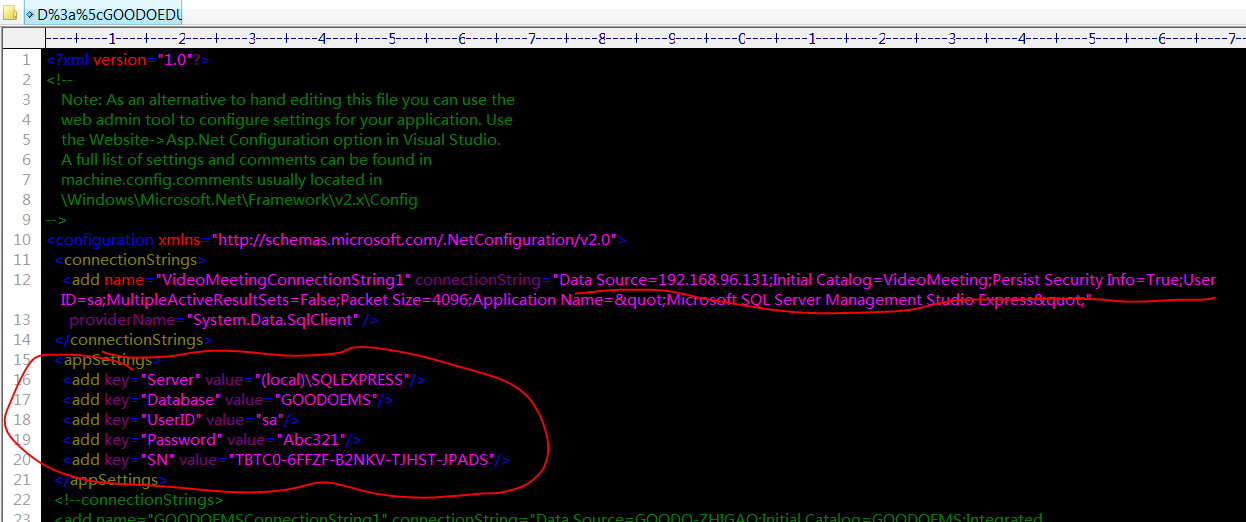 D%3a%5cGOODOEDU
----+----1----+----2----+----3----+----4----+----5----+----6----+----7----+----8----+----9----+----0----+----1----+----2----+----3----+----4----+----5----+----6----+----7--
1 <?xml version="1.0"?>
2 <!--
3 Note: As an alternative to hand editing this file you can use the
4 web admin tool to configure settings for your application. Use
5 the Website->Asp.Net Configuration option in Visual Studio.
6 A full list of settings and comments can be found in
7 machine.config.comments usually located in
8 \Windows\Microsoft.Net\Framework\v2.x\Config
9 -->
10 <configuration xmlns="http://schemas.microsoft.com/.NetConfiguration/v2.0">
11 <connectionStrings>
12 <add name="VideoMeetingConnectionString1" connectionString="Data Source=192.168.96.131;Initial Catalog=VideoMeeting;Persist Security Info=True;User
ID=sa;MultipleActiveResultSets=False;Packet Size=4096;Application Name=&quot;Microsoft SQL Server Management Studio Express&quot;"
13 providerName="System.Data.SqlClient" />
14 </connectionStrings>
15 <appSettings>
16 <add key="Server" value="(local)\SQLEXPRESS"/>
17 <add key="Database" value="GOODOEMS"/>
18 <add key="UserID" value="sa"/>
19 <add key="Password" value="Abc321"/>
20 <add key="SN" value="TBTC0-6FFZF-B2NKV-TJHST-JPADS"/>
21 </appSettings>
22 <!--connectionStrings>
23 <add name="GOODOEMSConnectionString1" connectionString="Data Source=GOODO-ZHIGAO;Initial Catalog=GOODOEMS;Integrated